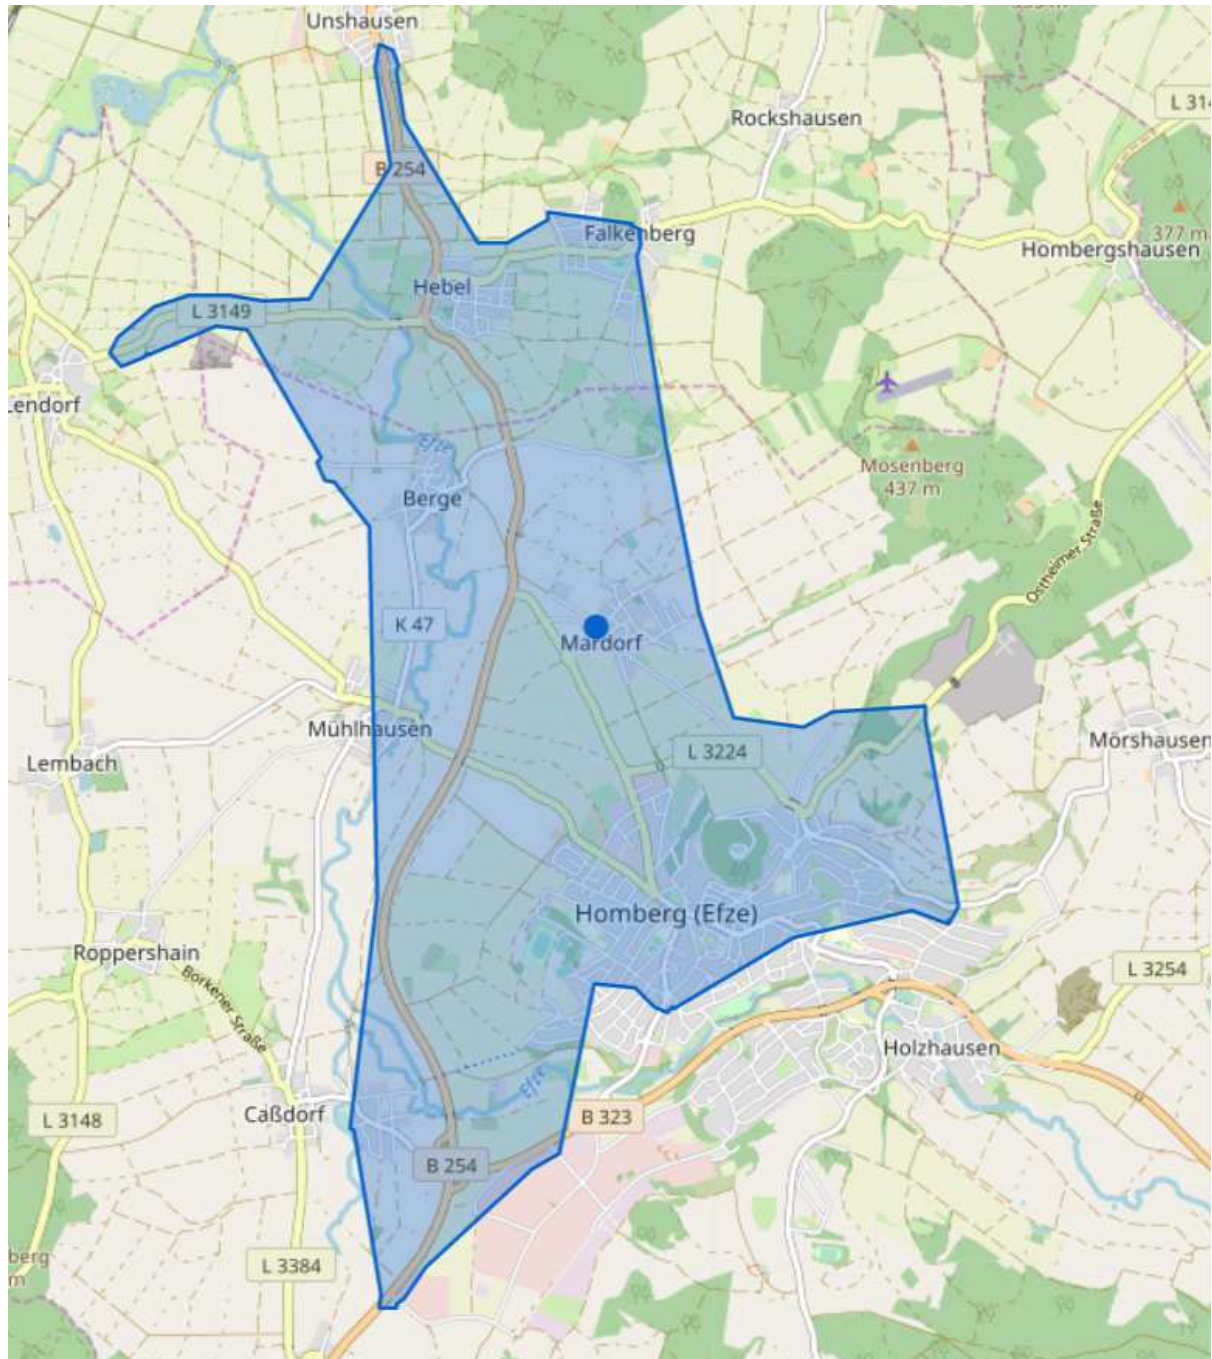 Unshausen
Rockshausen
L 314
B 254
Falkenberg
377 m
Hombergshausen
Hebel
L 3149
Lendorf
Efze
Mosenberg
437 m
Berge
Ostheimer Straße
K 47
Mardorf
Mühlhausen
L 3224
Mörshausen
Lembach
Homberg (Efze)
Roppershain
L 3254
Borkener Straße
Holzhausen
Efze
Caßdorf
B 323
L 3148
B 254
berg
m
L 3384